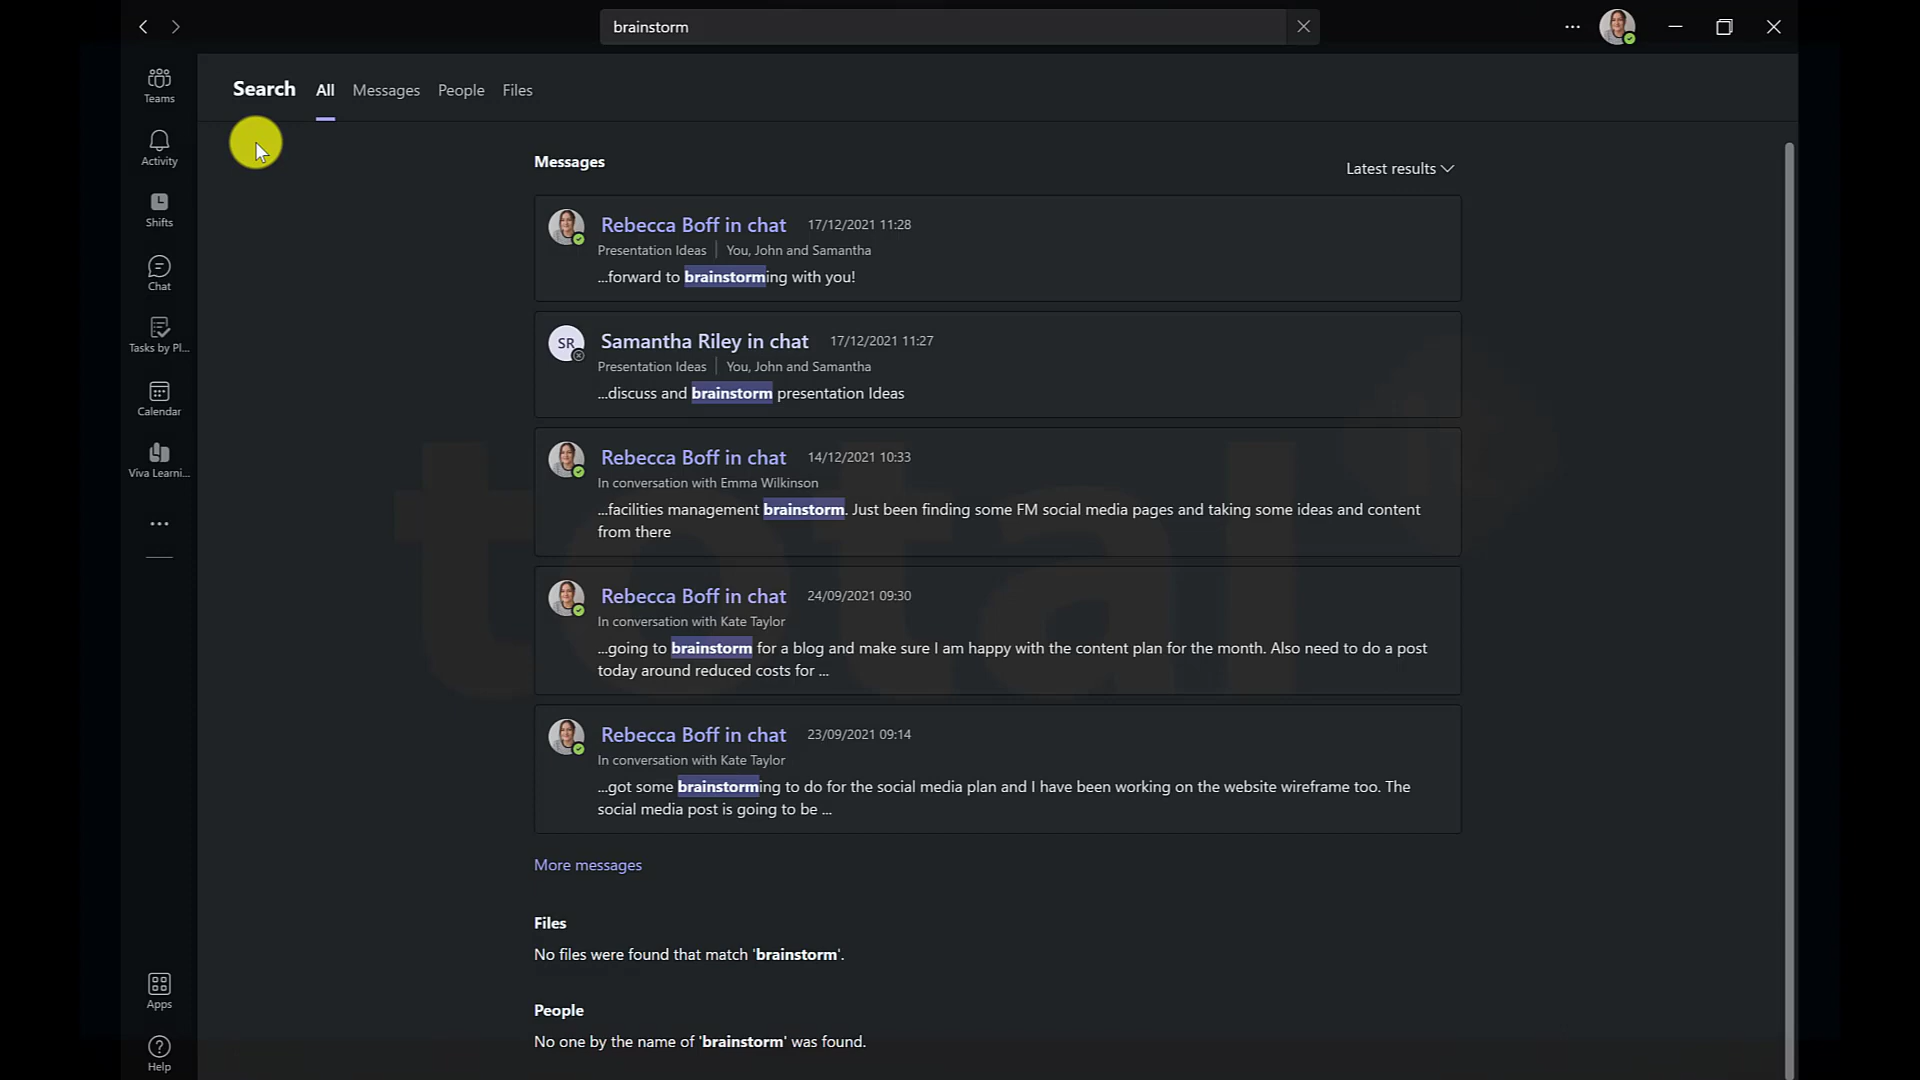 brainstorm
Search All Messages People Files
Teams
Activity
Shifts
Chat
Tasks by Pl...
Calendar
Viva Learni...
Apps
Help
Messages
Latest results
Rebecca Boff in chat 17/12/2021 11:28
Presentation Ideas | You, John and Samantha
...forward to brainstorming with you!
SR
Samantha Riley in chat 17/12/2021 11:27
Presentation Ideas | You, John and Samantha
...discuss and brainstorm presentation Ideas
Rebecca Boff in chat 14/12/2021 10:33
In conversation with Emma Wilkinson
...facilities management brainstorm. Just been finding some FM social media pages and taking some ideas and content
from there
Rebecca Boff in chat 24/09/2021 09:30
In conversation with Kate Taylor
...going to brainstorm for a blog and make sure I am happy with the content plan for the month. Also need to do a post
today around reduced costs for ...
Rebecca Boff in chat 23/09/2021 09:14
In conversation with Kate Taylor
...got some brainstorming to do for the social media plan and I have been working on the website wireframe too. The
social media post is going to be ...
More messages
Files
No files were found that match 'brainstorm'.
People
No one by the name of 'brainstorm' was found.
total